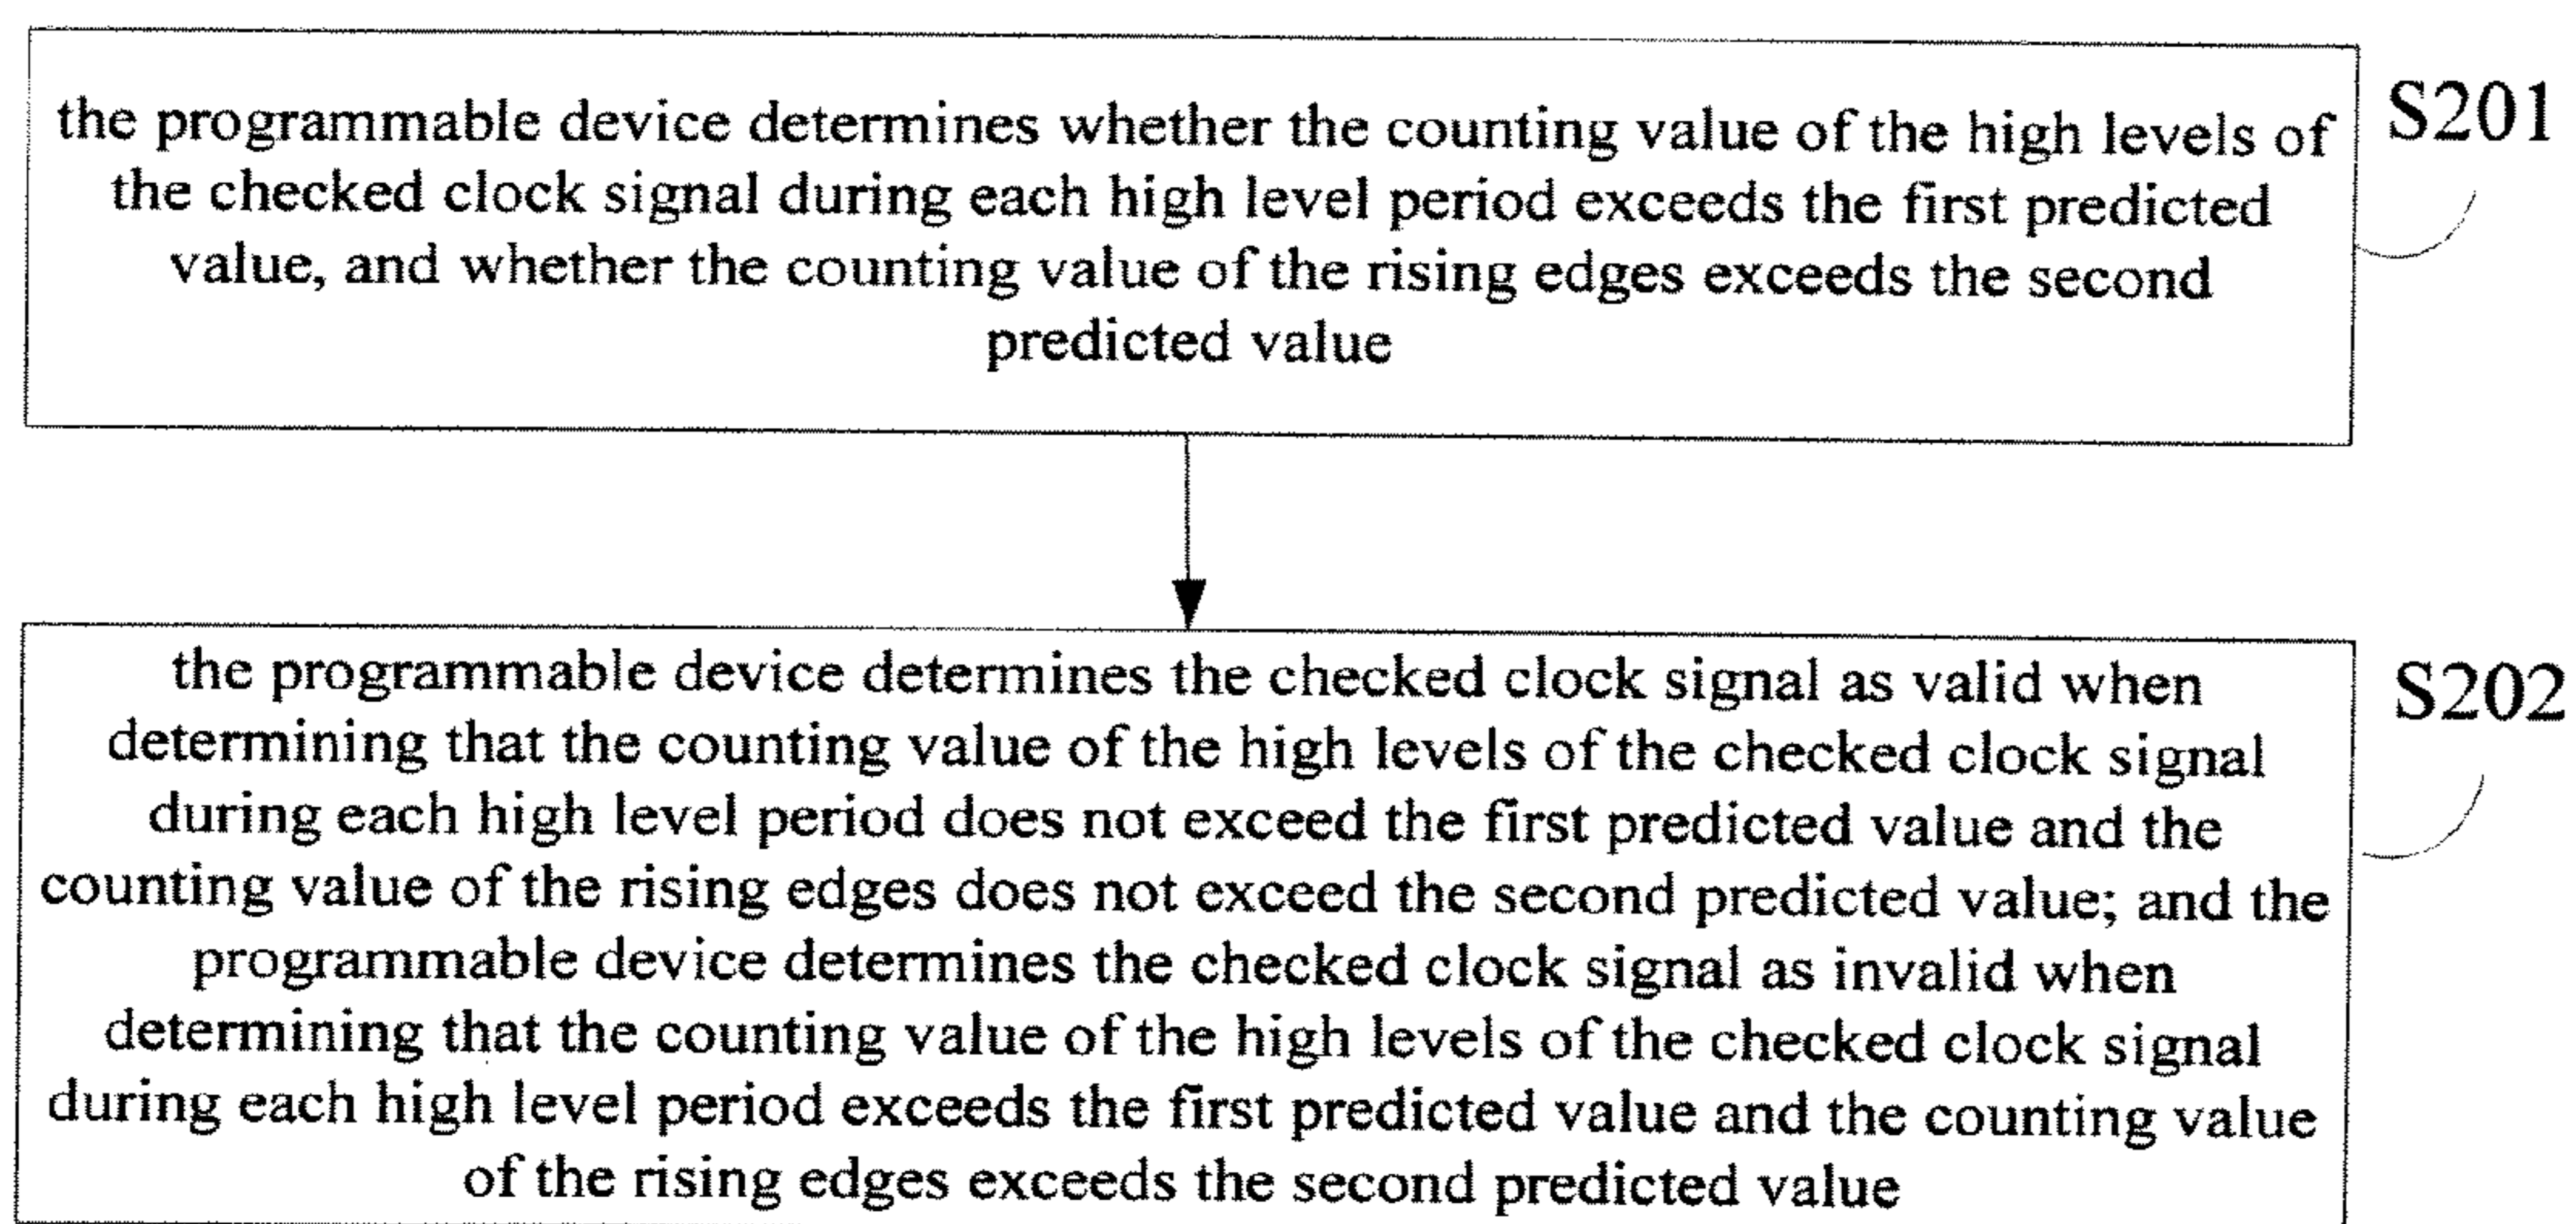 the programmable device determines whether the counting value of the high levels of
the checked clock signal during each high level period exceeds the first predicted
value, and whether the counting value of the rising edges exceeds the second
predicted value
S201
the programmable device determines the checked clock signal as valid when
determining that the counting value of the high levels of the checked clock signal
during each high level period does not exceed the first predicted value and the
counting value of the rising edges does not exceed the second predicted value; and the
programmable device determines the checked clock signal as invalid when
determining that the counting value of the high levels of the checked clock signal
during each high level period exceeds the first predicted value and the counting value
of the rising edges exceeds the second predicted value
S202